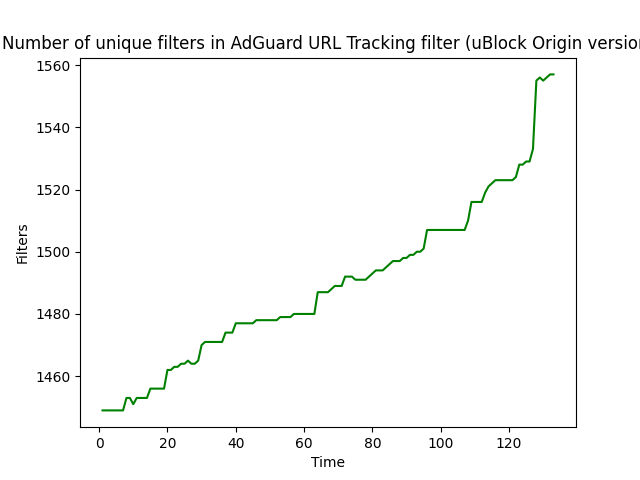 Number of unique filters in AdGuard URL Tracking filter (uBlock Origin version
1560
1540
1520
1500
1480
1460
Filters
0 20 40 60 80 100 120
Time